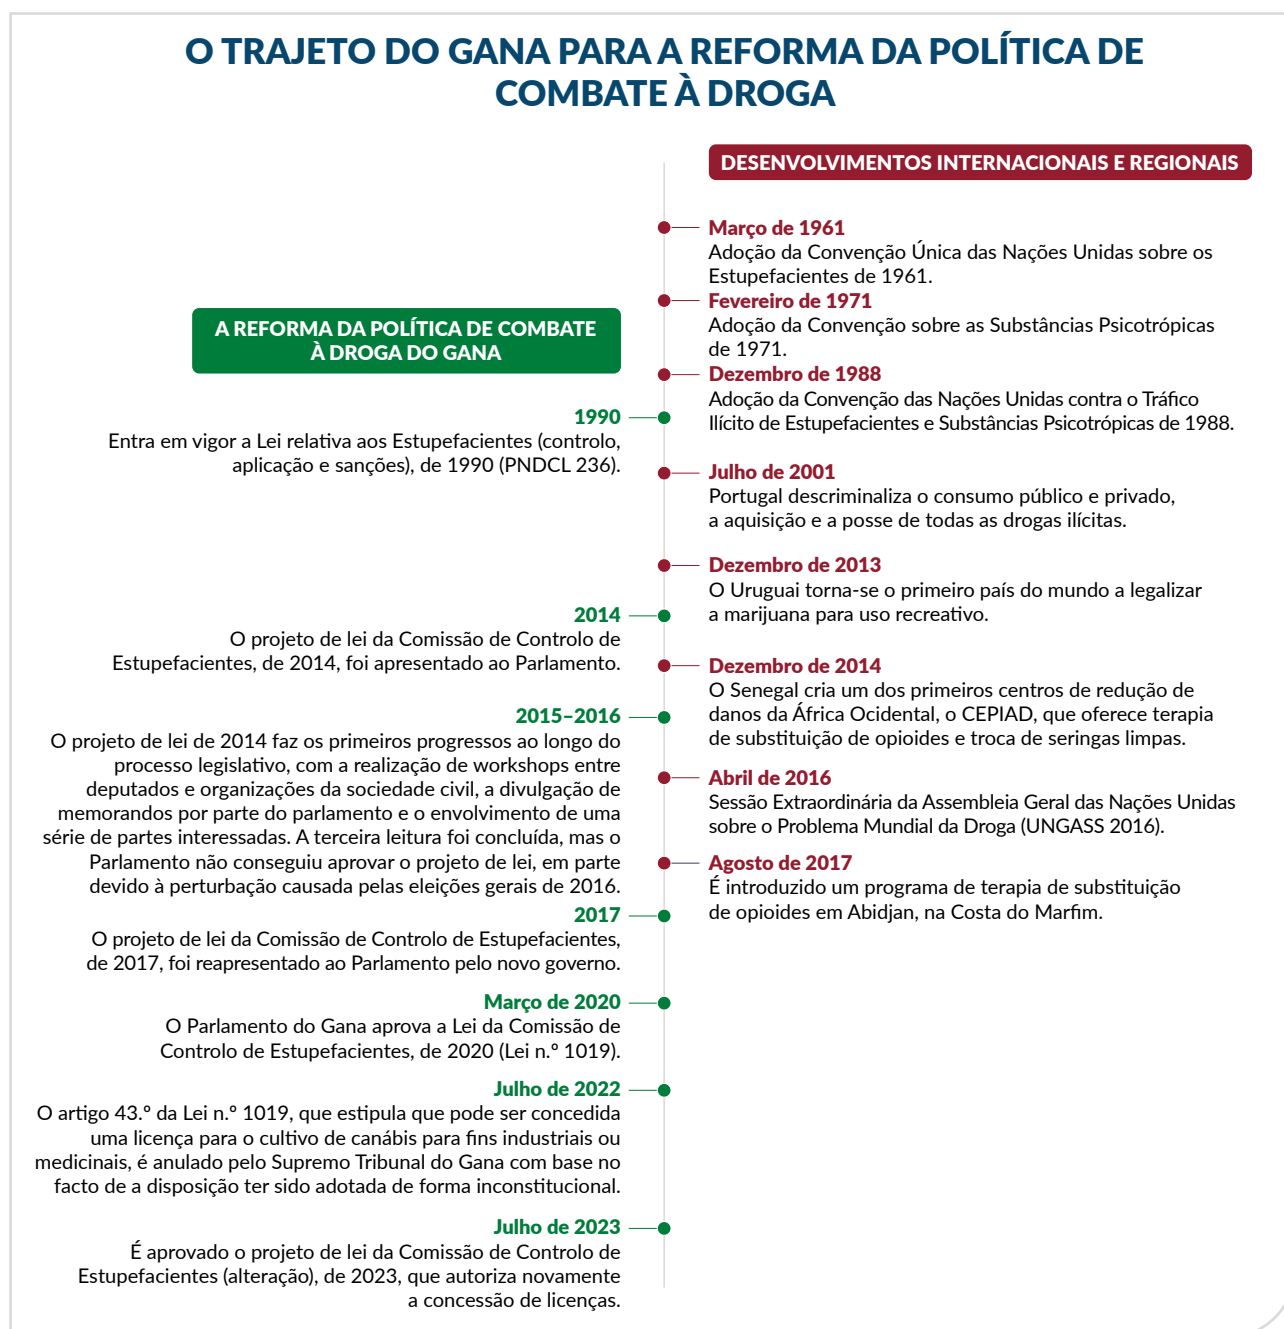 O TRAJETO DO GANA PARA A REFORMA DA POLÍTICA DE
COMBATE À DROGA
DESENVOLVIMENTOS INTERNACIONAIS E REGIONAIS
Março de 1961
Adoção da Convenção Única das Nações Unidas sobre os
Estupefacientes de 1961.
Fevereiro de 1971
Adoção da Convenção sobre as Substâncias Psicotrópicas
de 1971.
Dezembro de 1988
Adoção da Convenção das Nações Unidas contra o Tráfico
Ilícito de Estupefacientes e Substâncias Psicotrópicas de 1988.
Julho de 2001
Portugal descriminaliza o consumo público e privado,
a aquisição e a posse de todas as drogas ilícitas.
Dezembro de 2013
O Uruguai torna-se o primeiro país do mundo a legalizar
a marijuana para uso recreativo.
Dezembro de 2014
O Senegal cria um dos primeiros centros de redução de
danos da África Ocidental, o CEPIAD, que oferece terapia
de substituição de opioides e troca de seringas limpas.
Abril de 2016
Sessão Extraordinária da Assembleia Geral das Nações Unidas
sobre o Problema Mundial da Droga (UNGASS 2016).
Agosto de 2017
É introduzido um programa de terapia de substituição
de opioides em Abidjan, na Costa do Marfim.
A REFORMA DA POLÍTICA DE COMBATE
À DROGA DO GANA
1990
Entra em vigor a Lei relativa aos Estupefacientes (controlo,
aplicação e sanções), de 1990 (PNDCL 236).
2014
O projeto de lei da Comissão de Controlo de
Estupefacientes, de 2014, foi apresentado ao Parlamento.
2015–2016
O projeto de lei de 2014 faz os primeiros progressos ao longo do
processo legislativo, com a realização de workshops entre
deputados e organizações da sociedade civil, a divulgação de
memorandos por parte do parlamento e o envolvimento de uma
série de partes interessadas. A terceira leitura foi concluída, mas o
Parlamento não conseguiu aprovar o projeto de lei, em parte
devido à perturbação causada pelas eleições gerais de 2016.
2017
O projeto de lei da Comissão de Controlo de Estupefacientes,
de 2017, foi reapresentado ao Parlamento pelo novo governo.
Março de 2020
O Parlamento do Gana aprova a Lei da Comissão de
Controlo de Estupefacientes, de 2020 (Lei n.º 1019).
Julho de 2022
O artigo 43.º da Lei n.º 1019, que estipula que pode ser concedida
uma licença para o cultivo de canábis para fins industriais ou
medicinais, é anulado pelo Supremo Tribunal do Gana com base no
facto de a disposição ter sido adotada de forma inconstitucional.
Julho de 2023
É aprovado o projeto de lei da Comissão de Controlo de
Estupefacientes (alteração), de 2023, que autoriza novamente
a concessão de licenças.